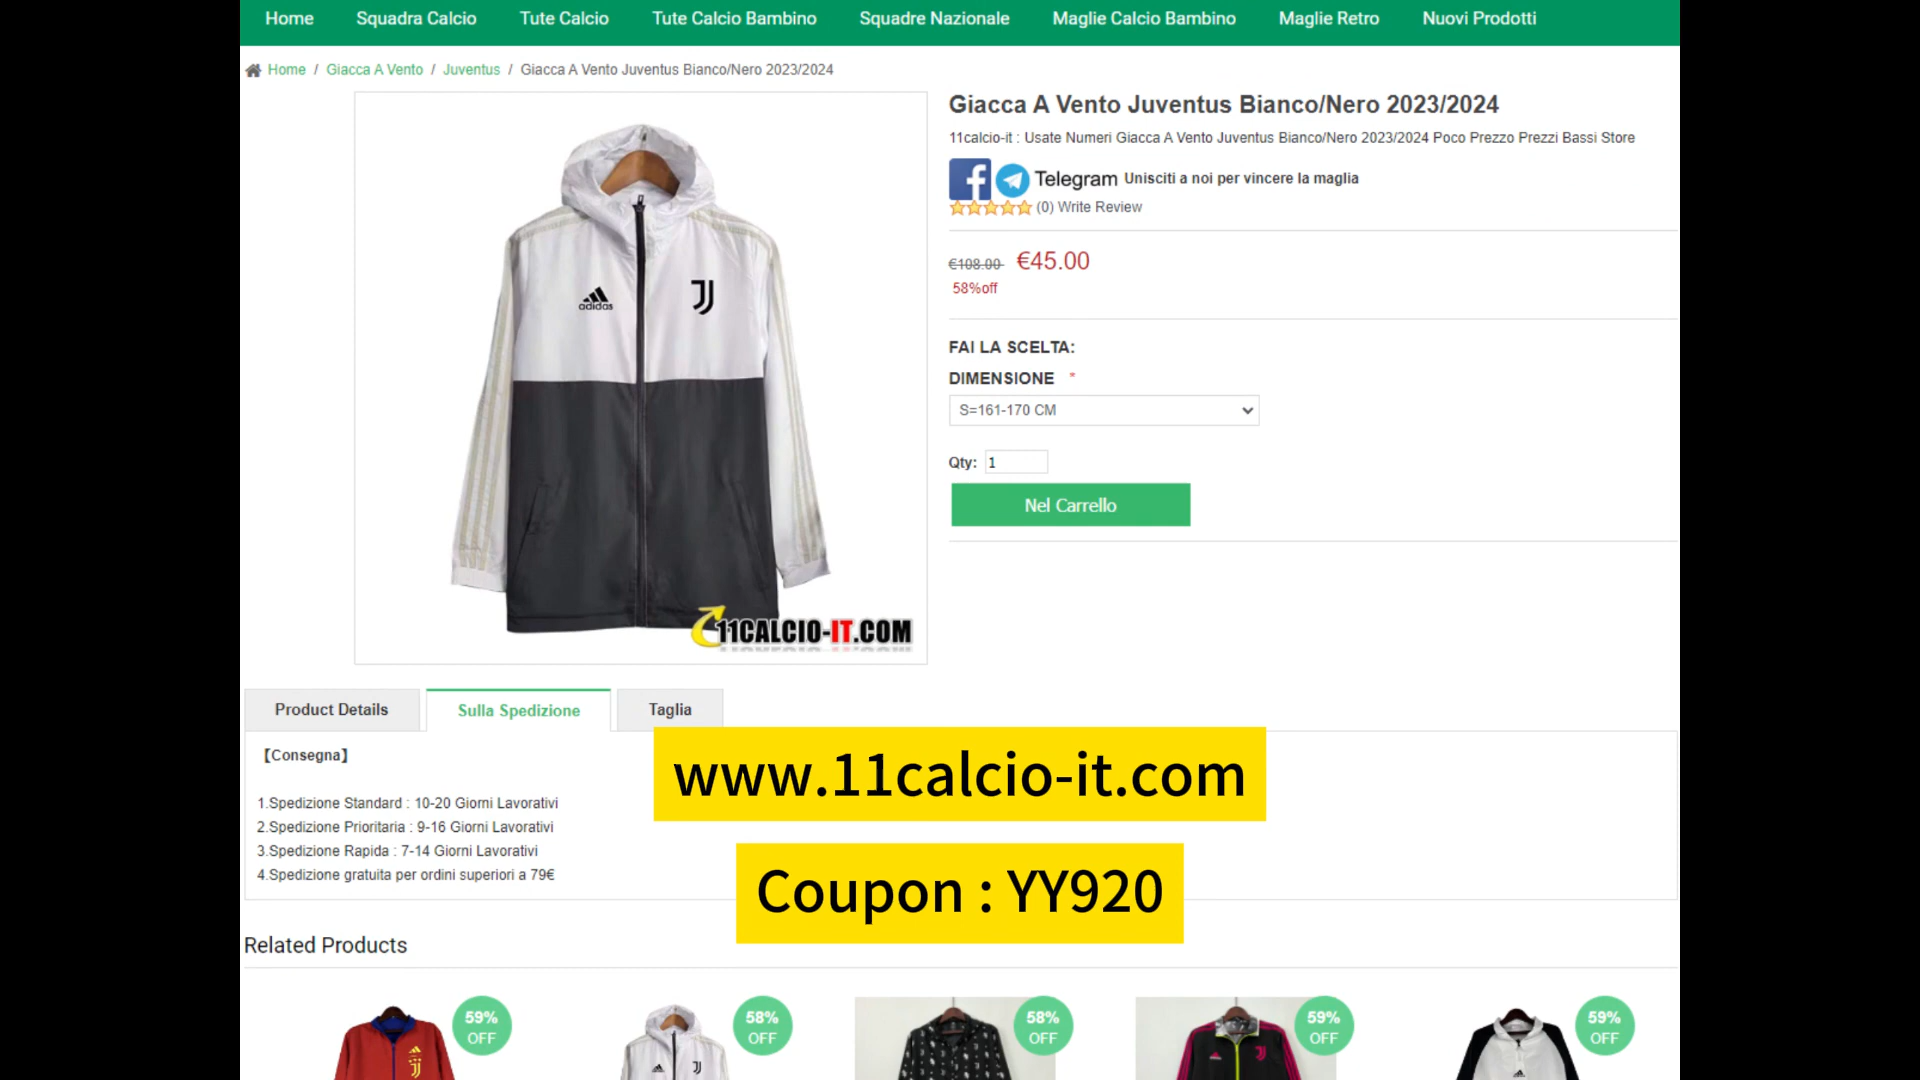 Home Squadra Calcio Tute Calcio Tute Calcio Bambino Squadre Nazionale Maglie Calcio Bambino Maglie Retro Nuovi Prodotti
Home / Giacca A Vento / Juventus / Giacca A Vento Juventus Bianco/Nero 2023/2024
Giacca A Vento Juventus Bianco/Nero 2023/2024
11calcio-it : Usate Numeri Giacca A Vento Juventus Bianco/Nero 2023/2024 Poco Prezzo Prezzi Bassi Store
f Telegram Unisciti a noi per vincere la maglia
(0) Write Review
€108.00 €45.00
58%off
FAI LA SCELTA:
DIMENSIONE *
S=161-170 CM
Qty: 1
Nel Carrello
adidas
11CALCIO-IT.COM
Product Details Sulla Spedizione Taglia
【Consegna】
1.Spedizione Standard : 10-20 Giorni Lavorativi
2.Spedizione Prioritaria : 9-16 Giorni Lavorativi
3.Spedizione Rapida : 7-14 Giorni Lavorativi
4.Spedizione gratuita per ordini superiori a 79€
www.11calcio-it.com
Coupon : YY920
Related Products
59% OFF
58% OFF
58% OFF
59% OFF
59% OFF